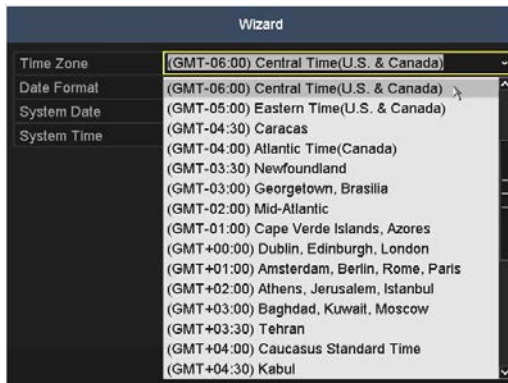 Wizard
Time Zone
(GMT-06:00) Central Time(U.S. & Canada)
Date Format
System Date
System Time
(GMT-06:00) Central Time(U.S. & Canada)
(GMT-05:00) Eastern Time(U.S. & Canada)
(GMT-04:30) Caracas
(GMT-04:00) Atlantic Time(Canada)
(GMT-03:30) Newfoundland
(GMT-03:00) Georgetown, Brasilia
(GMT-02:00) Mid-Atlantic
(GMT-01:00) Cape Verde Islands, Azores
(GMT+00:00) Dublin, Edinburgh, London
(GMT+01:00) Amsterdam, Berlin, Rome, Paris
(GMT+02:00) Athens, Jerusalem, Istanbul
(GMT+03:00) Baghdad, Kuwait, Moscow
(GMT+03:30) Tehran
(GMT+04:00) Caucasus Standard Time
(GMT+04:30) Kabul